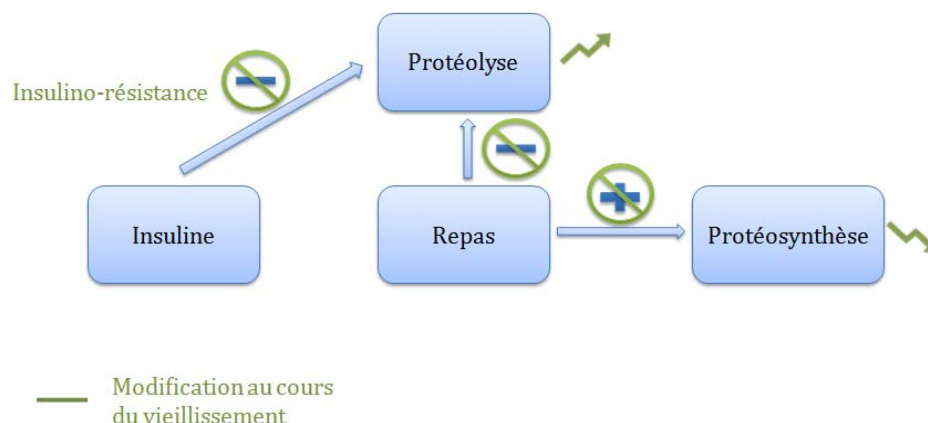 Protéolyse
Insulino-résistance
Insuline
Repas
Protéosynthèse
Modification au cours
du vieillissement